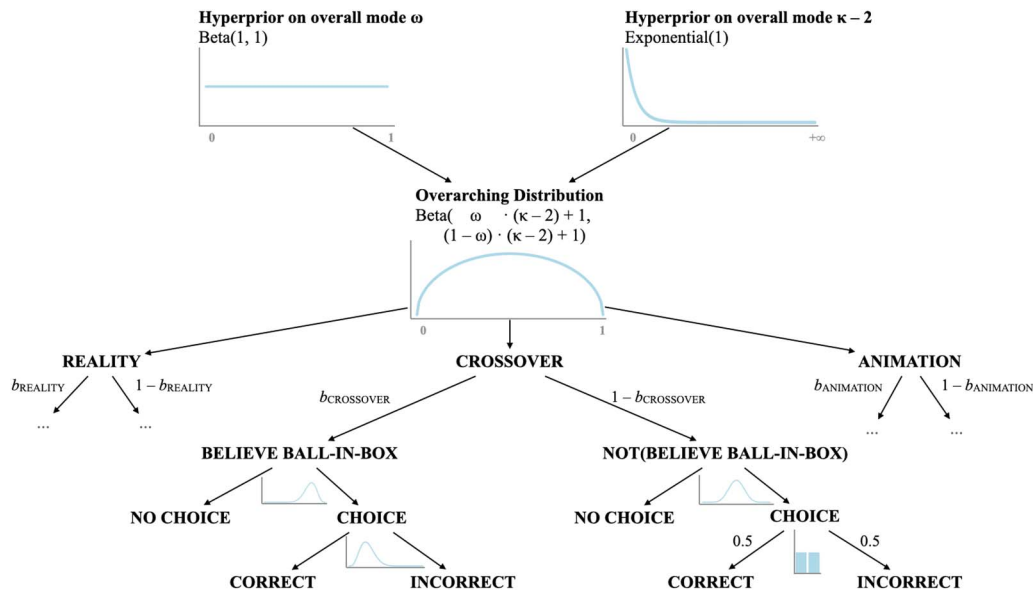 Hyperprior on overall mode ω
Beta(1, 1)
0
1
Hyperprior on overall mode κ – 2
Exponential(1)
0
+∞
Overarching Distribution
Beta( ω · (κ – 2) + 1,
(1 – ω) · (κ – 2) + 1)
0
1
REALITY
CROSSOVER
ANIMATION
bREALITY
1 – bREALITY
bCROSSOVER
1 – bCROSSOVER
bANIMATION
1 – bANIMATION
...
...
...
...
BELIEVE BALL-IN-BOX
NOT(BELIEVE BALL-IN-BOX)
NO CHOICE
CHOICE
NO CHOICE
CHOICE
0.5
0.5
CORRECT
INCORRECT
CORRECT
INCORRECT